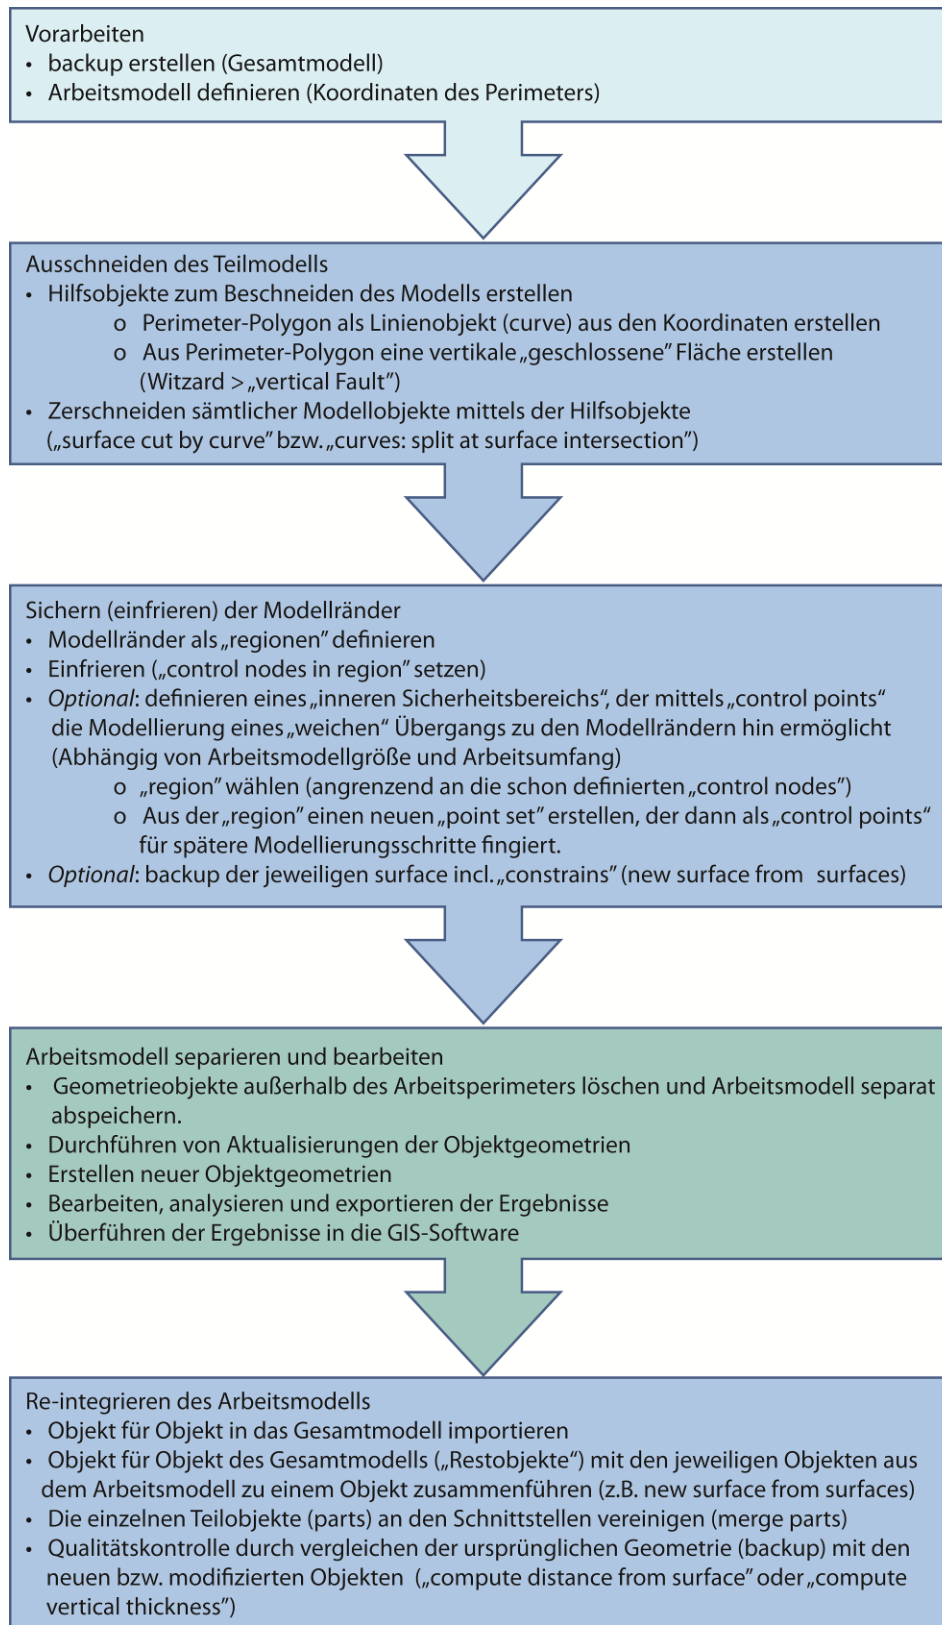 Vorarbeiten
• backup erstellen (Gesamtmodell)
• Arbeitsmodell definieren (Koordinaten des Perimeters)
Ausschneiden des Teilmodells
• Hilfsobjekte zum Beschneiden des Modells erstellen
o Perimeter-Polygon als Linienobjekt (curve) aus den Koordinaten erstellen
o Aus Perimeter-Polygon eine vertikale „geschlossene” Fläche erstellen
(Witzard > „vertical Fault”)
• Zerschneiden sämtlicher Modellobjekte mittels der Hilfsobjekte
(„surface cut by curve” bzw. „curves: split at surface intersection”)
Sichern (einfrieren) der Modellränder
• Modellränder als „regionen” definieren
• Einfrieren („control nodes in region” setzen)
• Optional: definieren eines „inneren Sicherheitsbereichs“, der mittels „control points“
die Modellierung eines „weichen“ Übergangs zu den Modellrändern hin ermöglicht
(Abhängig von Arbeitsmodellgröße und Arbeitsumfang)
o „region” wählen (angrenzend an die schon definierten „control nodes”)
o Aus der „region” einen neuen „point set” erstellen, der dann als „control points”
für spätere Modellierungsschritte fingiert.
• Optional: backup der jeweiligen surface incl. „constrains” (new surface from surfaces)
Arbeitsmodell separieren und bearbeiten
• Geometrieobjekte außerhalb des Arbeitsperimeters löschen und Arbeitsmodell separat
abspeichern.
• Durchführen von Aktualisierungen der Objektgeometrien
• Erstellen neuer Objektgeometrien
• Bearbeiten, analysieren und exportieren der Ergebnisse
• Überführen der Ergebnisse in die GIS-Software
Re-integrieren des Arbeitsmodells
• Objekt für Objekt in das Gesamtmodell importieren
• Objekt für Objekt des Gesamtmodells („Restobjekte“) mit den jeweiligen Objekten aus
dem Arbeitsmodell zu einem Objekt zusammenführen (z.B. new surface from surfaces)
• Die einzelnen Teilobjekte (parts) an den Schnittstellen vereinigen (merge parts)
• Qualitätskontrolle durch vergleichen der ursprünglichen Geometrie (backup) mit den
neuen bzw. modifizierten Objekten („compute distance from surface” oder „compute
vertical thickness”)